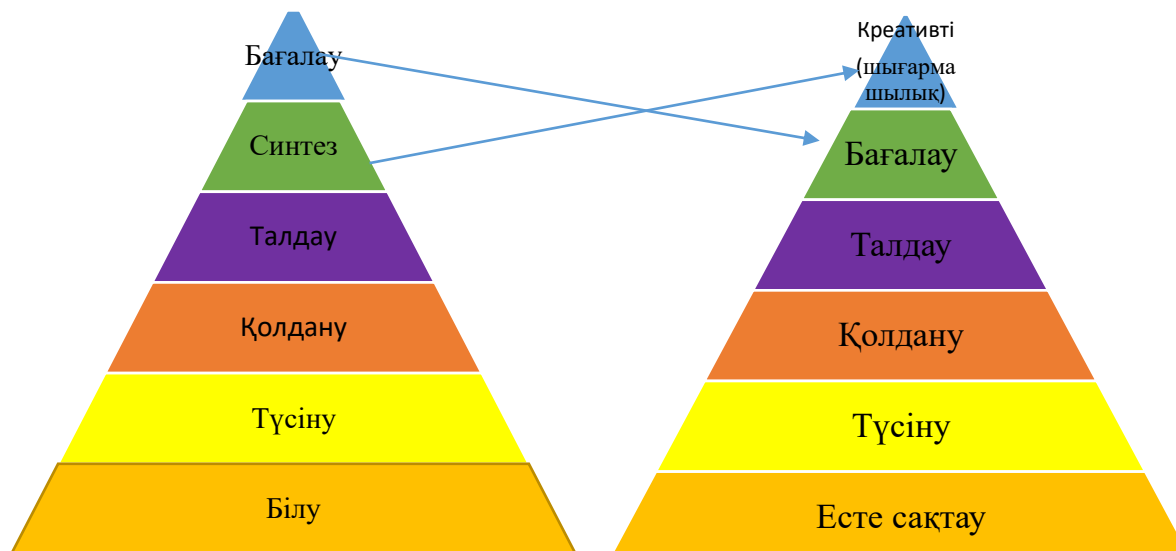 Бағалау
Синтез
Талдау
Қолдану
Түсіну
Білу
Креативті
(шығарма
шылық)
Бағалау
Талдау
Қолдану
Түсіну
Есте сақтау